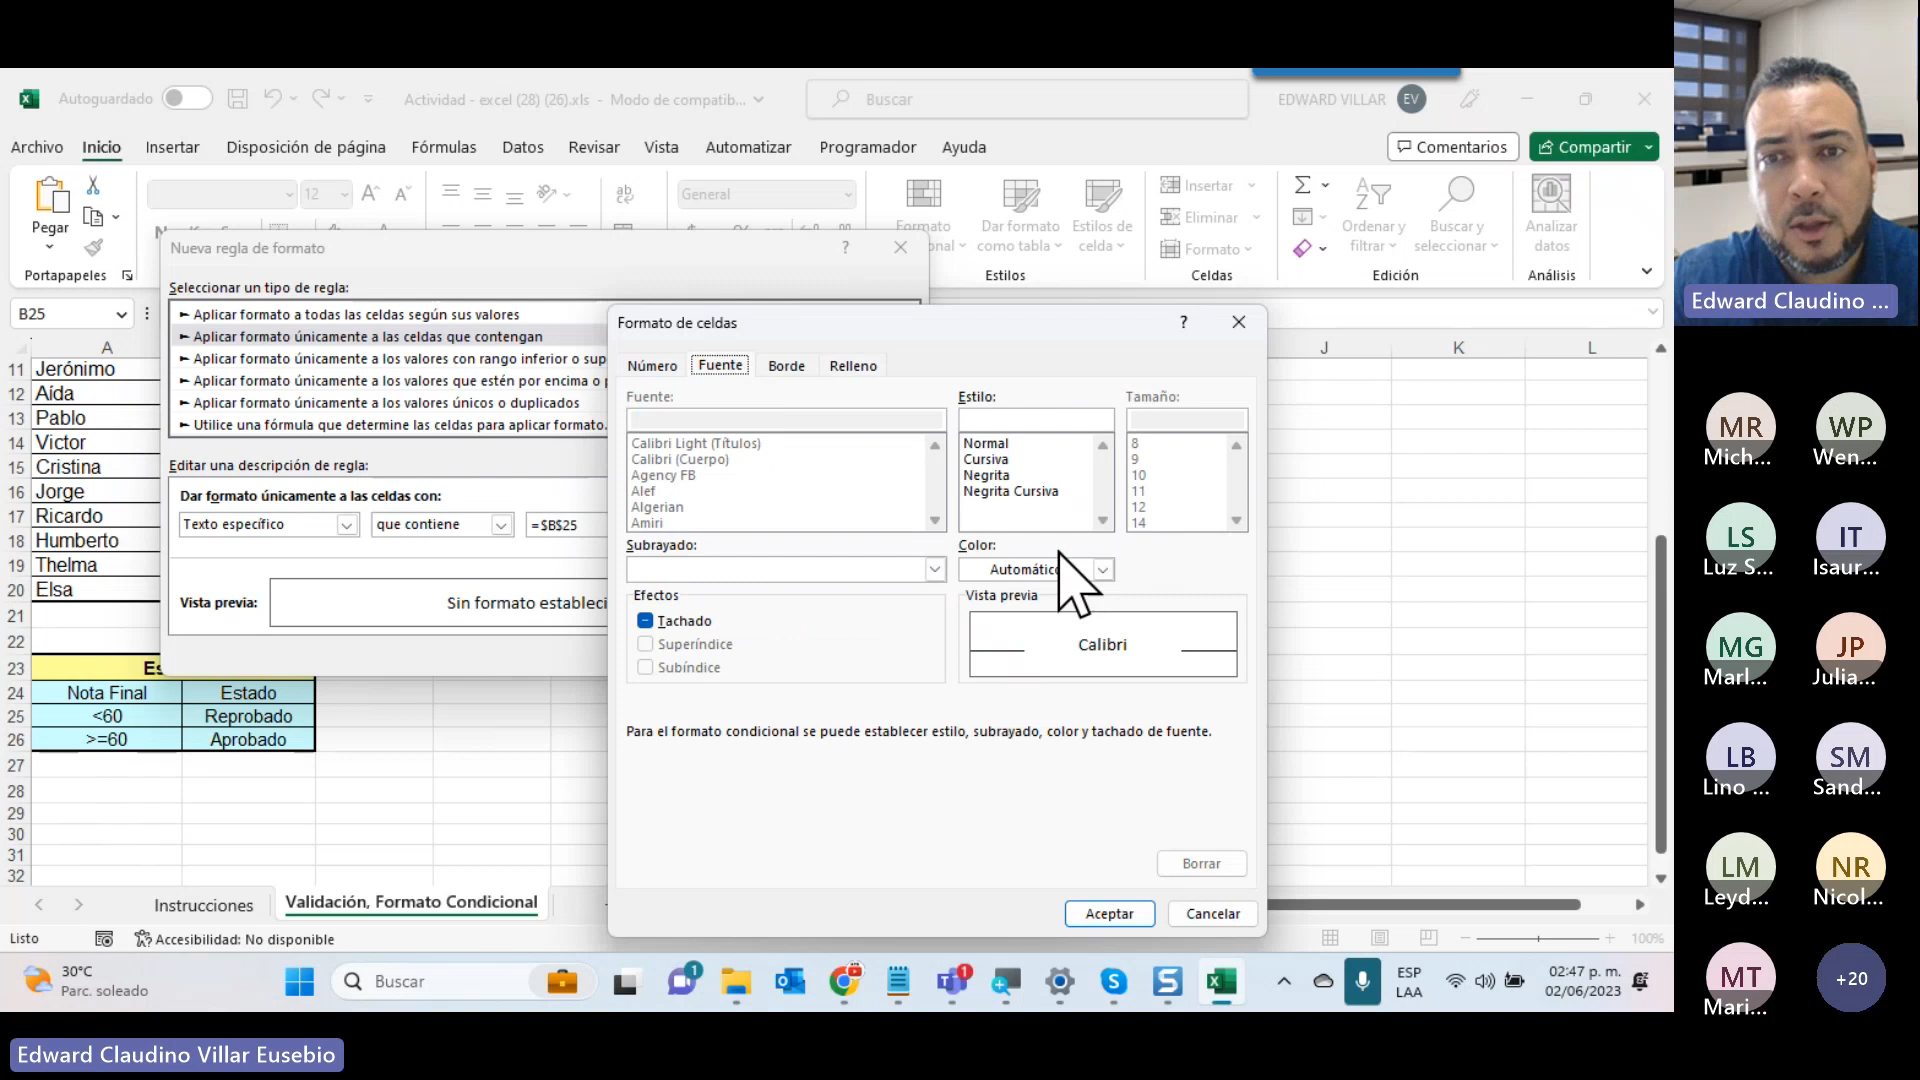 Autoguardado
Actividad - excel (28) (26).xls - Modo de compatib...
Buscar
EDWARD VILLAR
EV
Archivo
Inicio
Insertar
Disposición de página
Fórmulas
Datos
Revisar
Vista
Automatizar
Programador
Ayuda
Comentarios
Compartir
Pegar
Portapapeles
12
General
Formato
onal
Dar formato
como tabla
Estilos de
celda
Estilos
Insertar
Eliminar
Formato
Celdas
Ordenar y
filtrar
Buscar y
seleccionar
Edición
Analizar
datos
Análisis
B25
A
J
K
L
11 Jerónimo
12 Aída
13 Pablo
14 Victor
15 Cristina
16 Jorge
17 Ricardo
18 Humberto
19 Thelma
20 Elsa
21
22
23 Es
24 Nota Final Estado
25 <60 Reprobado
26 >=60 Aprobado
27
28
29
30
31
32
Nueva regla de formato
?
Seleccionar un tipo de regla:
► Aplicar formato a todas las celdas según sus valores
► Aplicar formato únicamente a las celdas que contengan
► Aplicar formato únicamente a los valores con rango inferior o sup
► Aplicar formato únicamente a los valores que estén por encima o p
► Aplicar formato únicamente a los valores únicos o duplicados
► Utilice una fórmula que determine las celdas para aplicar formato.
Editar una descripción de regla:
Dar formato únicamente a las celdas con:
Texto específico
que contiene
=$B$25
Vista previa:
Sin formato estableci
Formato de celdas
?
Número
Fuente
Borde
Relleno
Fuente:
Calibri Light (Títulos)
Calibri (Cuerpo)
Agency FB
Alef
Algerian
Amiri
Estilo:
Normal
Cursiva
Negrita
Negrita Cursiva
Tamaño:
8
9
10
11
12
14
Subrayado:
Color:
Automático
Efectos
Tachado
Superíndice
Subíndice
Vista previa
Calibri
Para el formato condicional se puede establecer estilo, subrayado, color y tachado de fuente.
Borrar
Aceptar
Cancelar
Instrucciones
Validación, Formato Condicional
Listo
Accesibilidad: No disponible
100%
30°C
Parc. soleado
Buscar
1
1
ESP
LAA
02:47 p. m.
02/06/2023
Edward Claudino Villar Eusebio
Edward Claudino ...
MR
Mich...
WP
Wen...
LS
Luz S...
IT
Isaur...
MG
Marl...
JP
Julia...
LB
Lino ...
SM
Sand...
LM
Leyd...
NR
Nicol...
MT
Mari...
+20